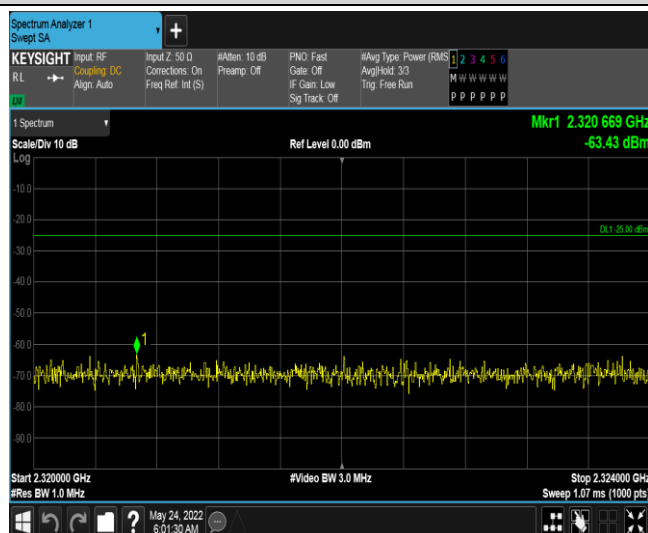 Spectrum Analyzer 1
Swept SA
+
KEYSIGHT Input: RF Input Z: 50 Ω #Atten: 10 dB PNO: Fast #Avg Type: Power (RMS 1 2 3 4 5 6
RL Coupling: DC Corrections: On Preamp: Off Gate: Off Avg|Hold: 3/3 M W W W W W
Align: Auto Freq Ref: Int (S) IF Gain: Low Trig: Free Run
Sig Track: Off P P P P P P
1 Spectrum Mkr1 2.320 669 GHz
Scale/Div 10 dB Ref Level 0.00 dBm -63.43 dBm
Log
-10.0
-20.0
DL1 -25.00 dBm
-30.0
-40.0
-50.0
-60.0
1
-70.0
-80.0
-90.0
Start 2.320000 GHz #Video BW 3.0 MHz Stop 2.324000 GHz
#Res BW 1.0 MHz Sweep 1.07 ms (1000 pts)
? May 24, 2022
6:01:30 AM